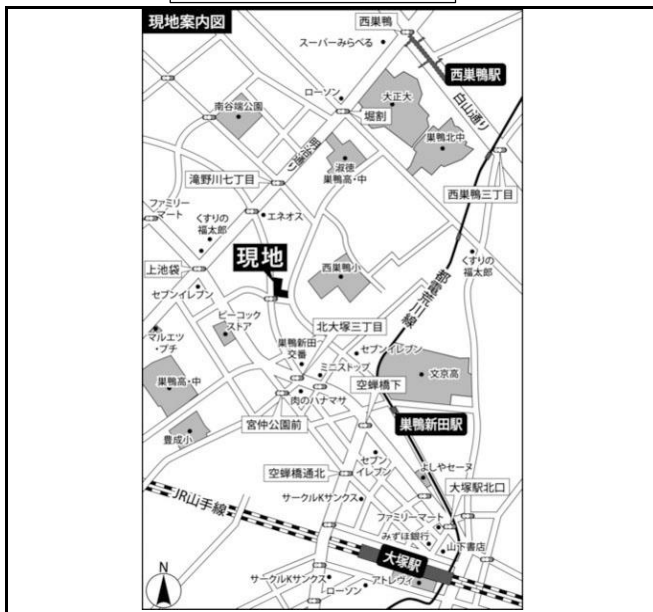 現地案内図
西巣鴨
スーパーみらべる
西巣鴨駅
ローソン
大正大
白山通り
南谷端公園
堀割
巣鴨北中
明治通り
淑徳
巣鴨高・中
滝野川七丁目
西巣鴨三丁目
ファミリー
マート
エネオス
くすりの
福太郎
現地
西巣鴨小
くすりの
福太郎
上池袋
都電荒川線
セブンイレブン
ピーコック
ストア
北大塚三丁目
マルエツ
・プチ
巣鴨新田
交番
セブンイレブン
ミニストップ
文京高
巣鴨高・中
空蝉橋下
肉のハナマサ
宮仲公園前
巣鴨新田駅
豊成小
セブン
イレブン
よしやセーヌ
空蝉橋通北
大塚駅北口
サークルKサンクス
JR山手線
ファミリーマート
みずほ銀行
山下書店
大塚駅
サークルKサンクス
アトレヴィ
ローソン
N